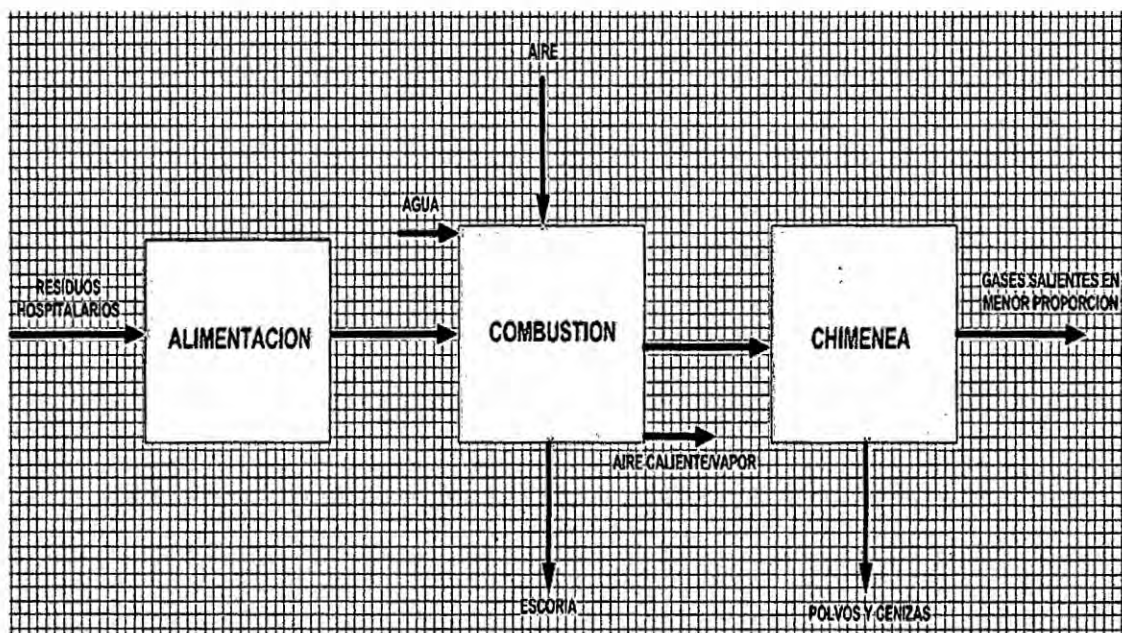 AIRE
AGUA
RESIDUOS
HOSPITALARIOS
ALIMENTACION
COMBUSTION
CHIMENEA
GASES SALIENTES EN
MENOR PROPORCION
AIRE CALIENTE/VAPOR
ESCORIA
POLVOS Y CENIZAS